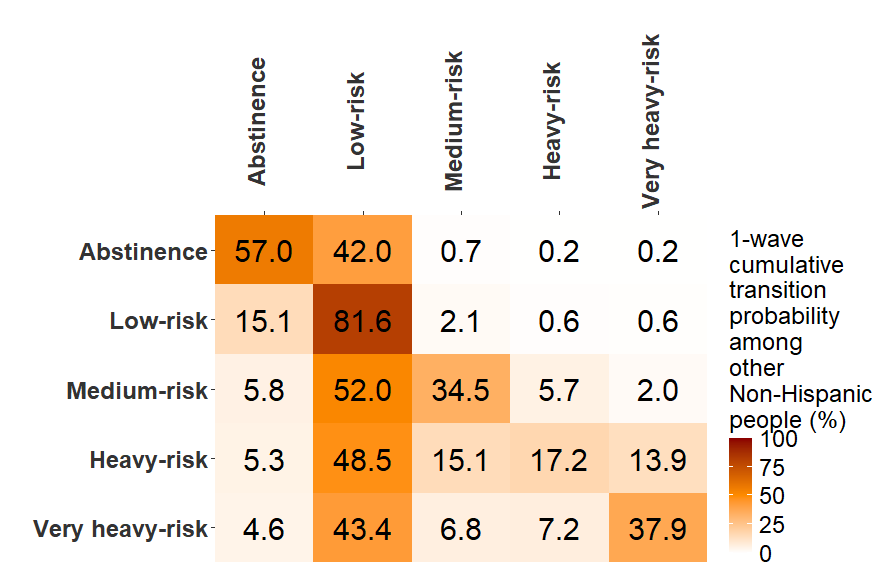 Abstinence
Low-risk
Medium-risk
Heavy-risk
Very heavy-risk
Abstinence 57.0 42.0 0.7 0.2 0.2
Low-risk 15.1 81.6 2.1 0.6 0.6
Medium-risk 5.8 52.0 34.5 5.7 2.0
Heavy-risk 5.3 48.5 15.1 17.2 13.9
Very heavy-risk 4.6 43.4 6.8 7.2 37.9
1-wave
cumulative
transition
probability
among
other
Non-Hispanic
people (%)
100
75
50
25
0